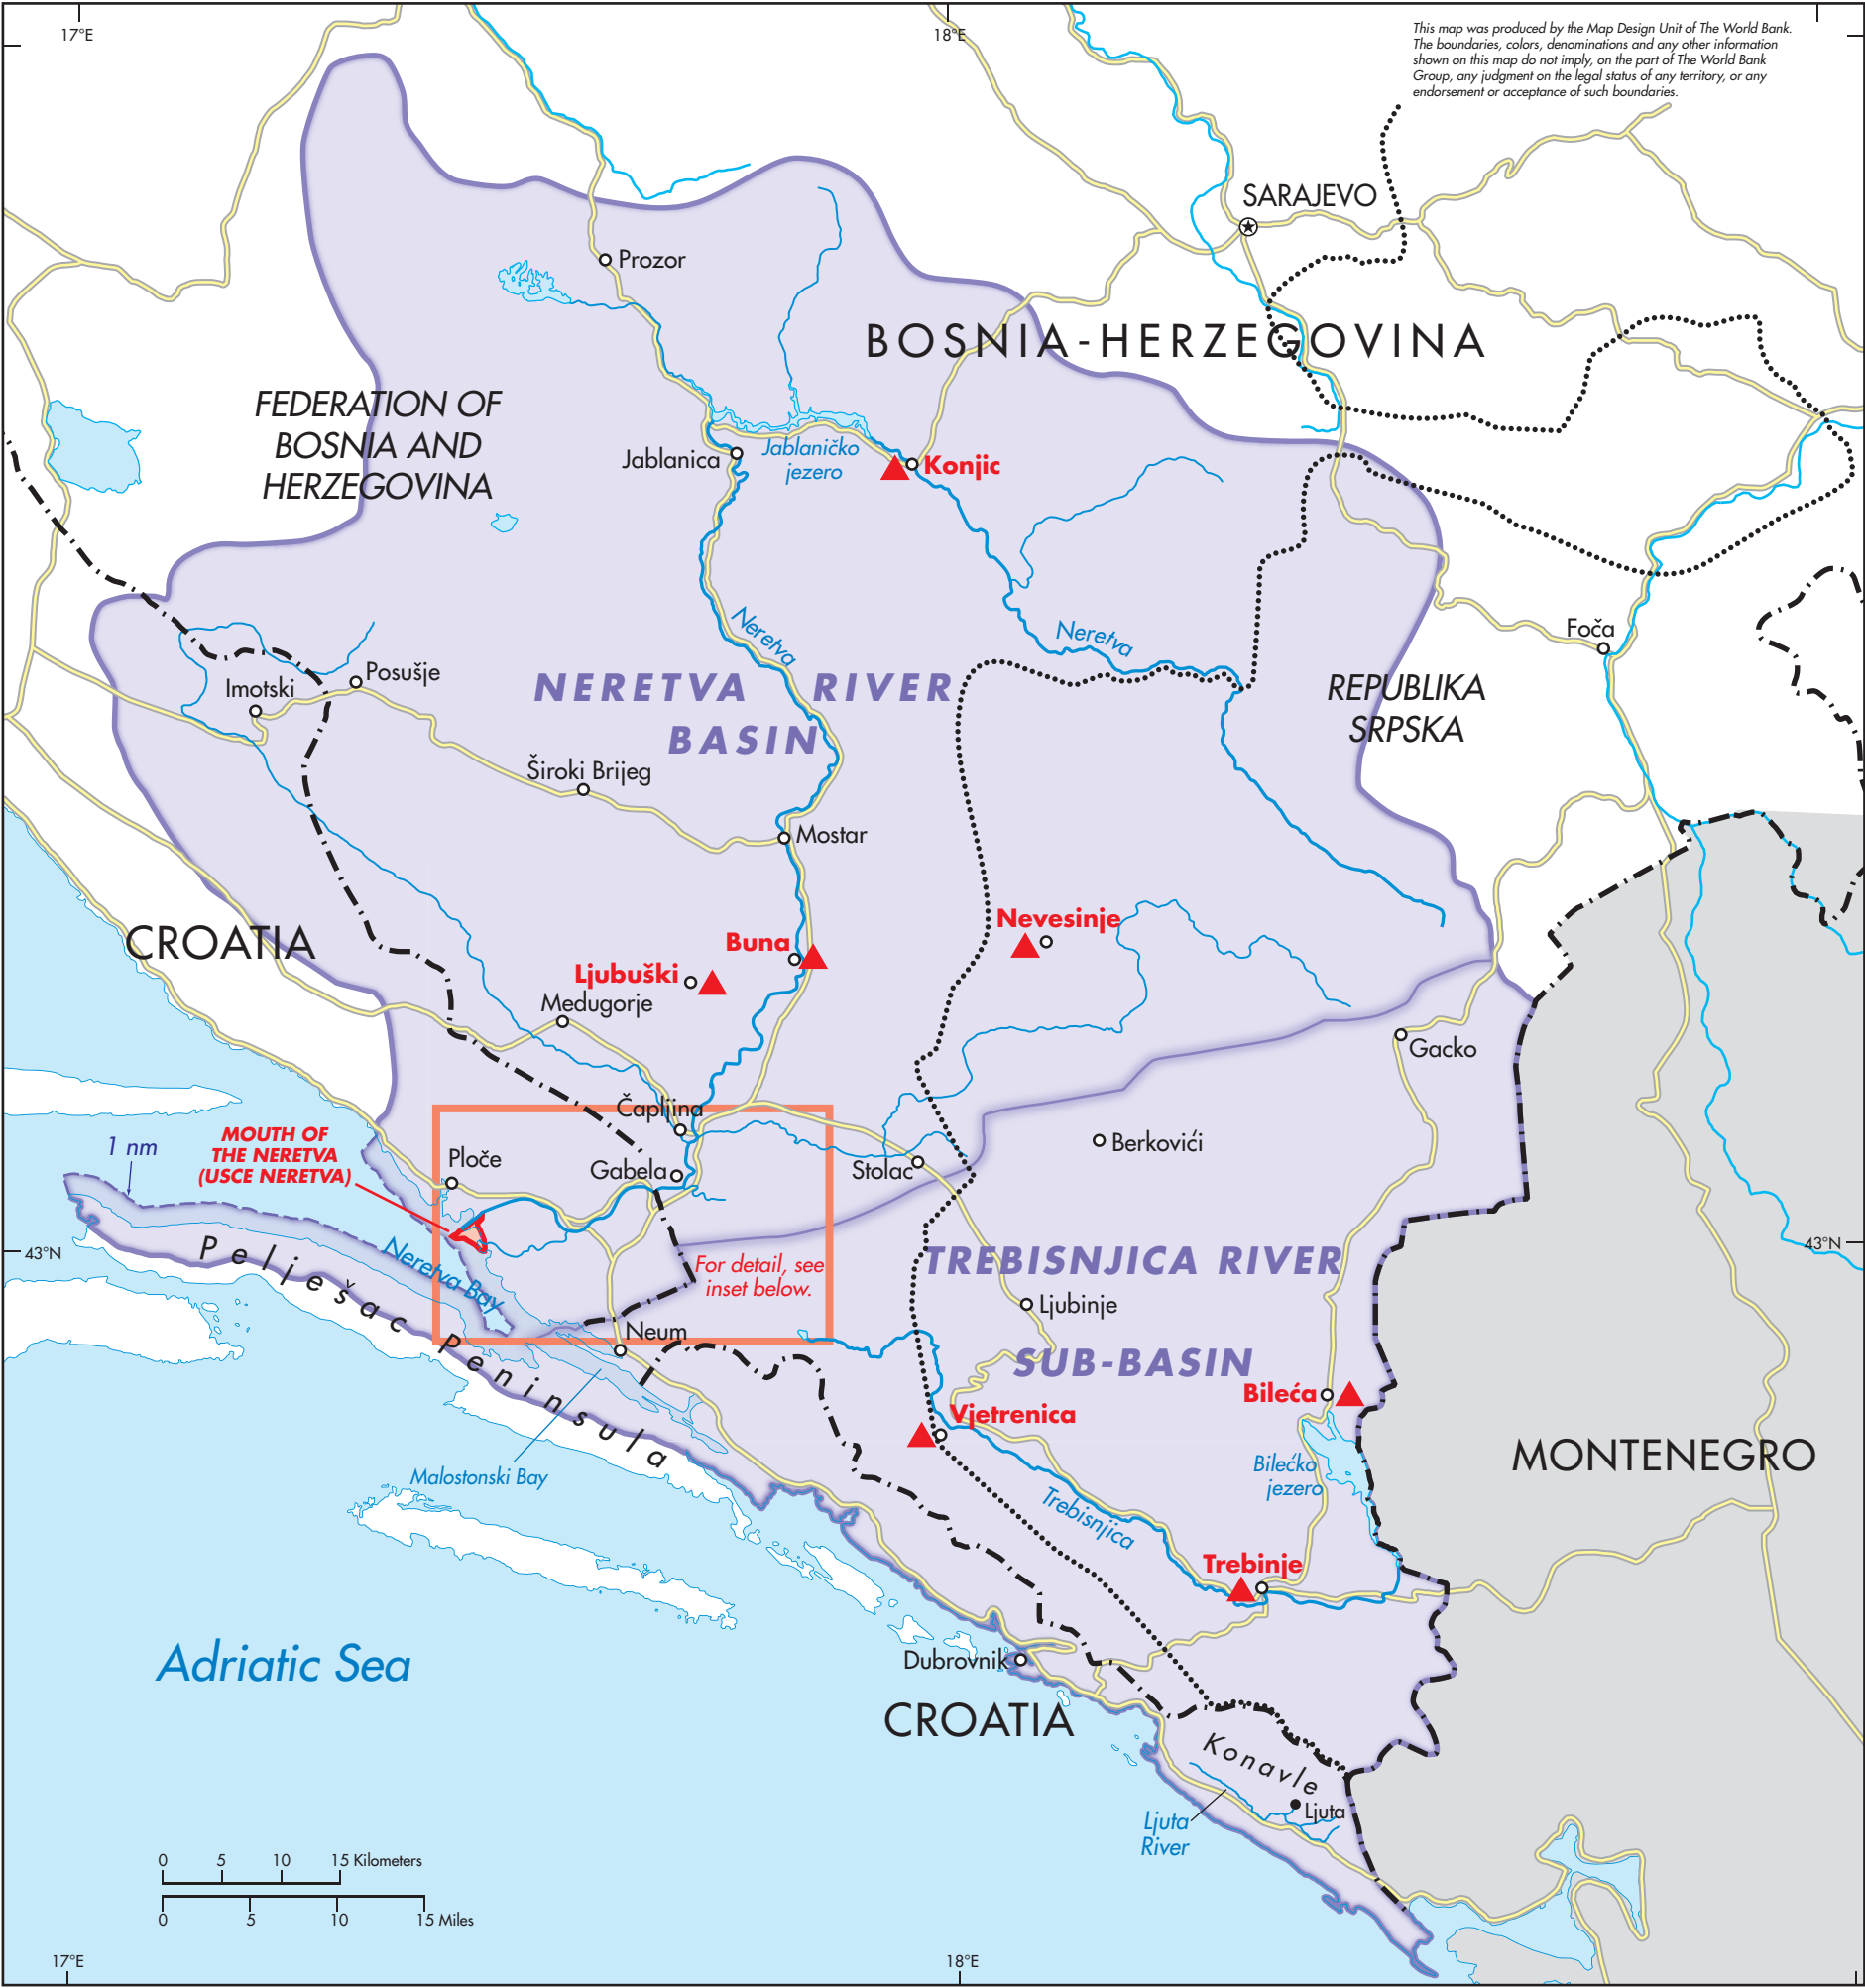 17°E
18°E
This map was produced by the Map Design Unit of The World Bank.
The boundaries, colors, denominations and any other information
shown on this map do not imply, on the part of The World Bank
Group, any judgment on the legal status of any territory, or any
endorsement or acceptance of such boundaries.
SARAJEVO
Prozor
BOSNIA-HERZEGOVINA
FEDERATION OF
BOSNIA AND
HERZEGOVINA
Jablanica
Jablaničko
jezero
Konjic
Neretva
Neretva
Foča
Posušje
Imotski
NERETVA RIVER
BASIN
REPUBLIKA
SRPSKA
Široki Brijeg
Mostar
CROATIA
Nevesinje
Buna
Ljubuški
Medugorje
Gacko
Čapljina
1 nm
MOUTH OF
THE NERETVA
(USCE NERETVA)
Ploče
Gabela
Stolac
Berkovići
43°N
43°N
Pelješac Peninsula
Neretva Bay
For detail, see
inset below.
TREBISNJICA RIVER
SUB-BASIN
Ljubinje
Neum
Bileća
Vjetrenica
Malostonski Bay
Bilećko
jezero
MONTENEGRO
Trebisnjica
Trebinje
Adriatic Sea
Dubrovnik
CROATIA
Konavle
Ljuta
Ljuta
River
0 5 10 15 Kilometers
0 5 10 15 Miles
17°E
18°E